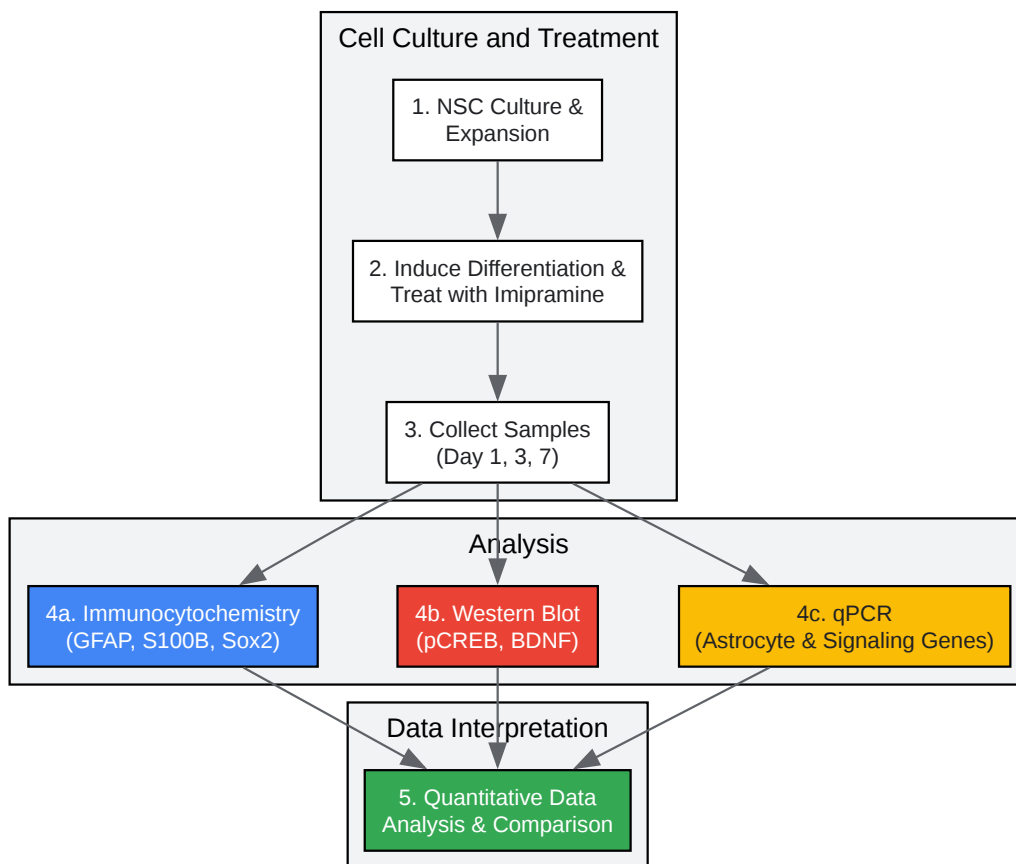 Cell Culture and Treatment
1. NSC Culture &
Expansion
2. Induce Differentiation &
Treat with Imipramine
3. Collect Samples
(Day 1, 3, 7)
Analysis
4a. Immunocytochemistry
(GFAP, S100B, Sox2)
4b. Western Blot
(pCREB, BDNF)
4c. qPCR
(Astrocyte & Signaling Genes)
Data Interpretation
5. Quantitative Data
Analysis & Comparison